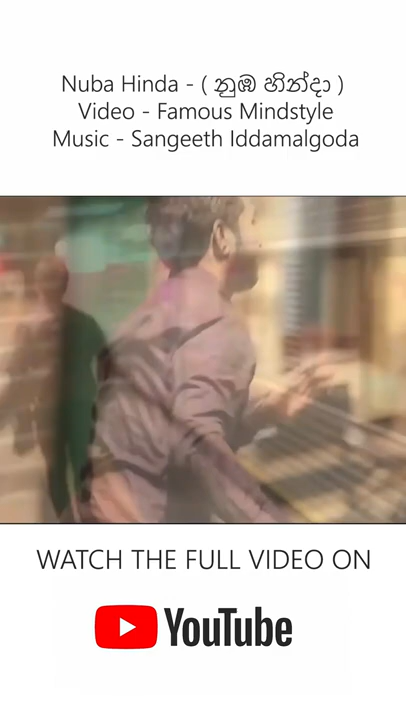 Nuba Hinda - ( නුඹ හින්දා )
Video - Famous Mindstyle
Music - Sangeeth Iddamalgoda
WATCH THE FULL VIDEO ON
YouTube